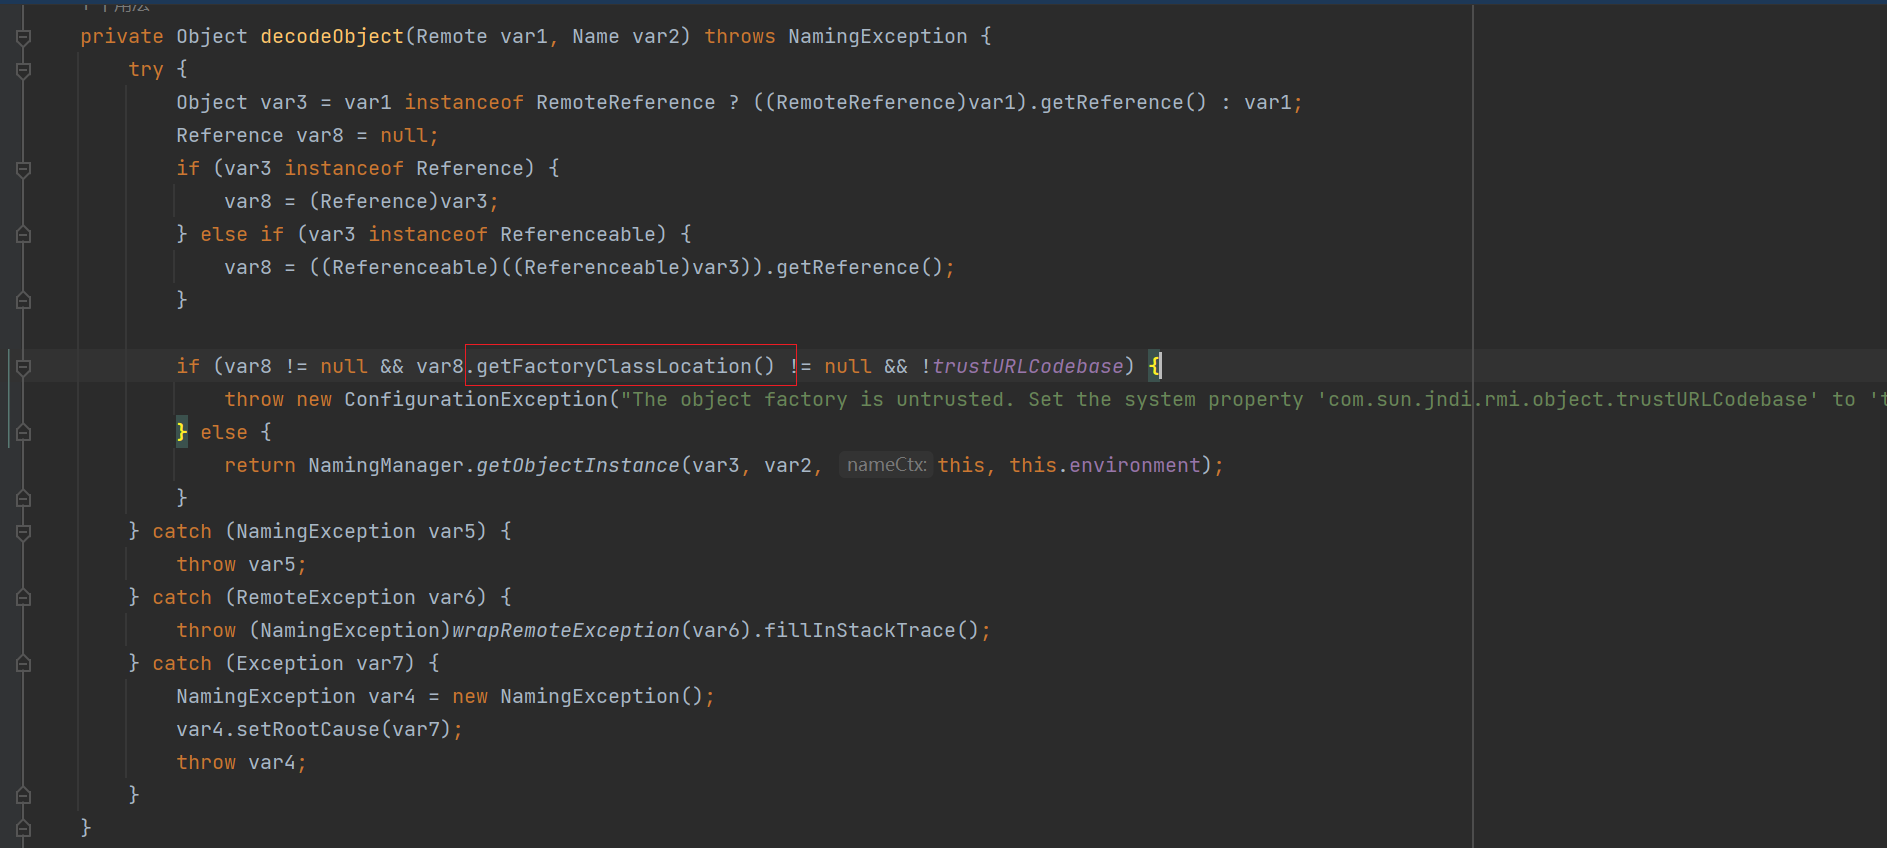 private Object decodeObject(Remote var1, Name var2) throws NamingException {
try {
Object var3 = var1 instanceof RemoteReference ? ((RemoteReference)var1).getReference() : var1;
Reference var8 = null;
if (var3 instanceof Reference) {
var8 = (Reference)var3;
} else if (var3 instanceof Referenceable) {
var8 = ((Referenceable)((Referenceable)var3)).getReference();
}
if (var8 != null && var8.getFactoryClassLocation() != null && !trustURLCodebase) {
throw new ConfigurationException("The object factory is untrusted. Set the system property 'com.sun.jndi.rmi.object.trustURLCodebase' to 't
} else {
return NamingManager.getObjectInstance(var3, var2, nameCtx: this, this.environment);
}
} catch (NamingException var5) {
throw var5;
} catch (RemoteException var6) {
throw (NamingException)wrapRemoteException(var6).fillInStackTrace();
} catch (Exception var7) {
NamingException var4 = new NamingException();
var4.setRootCause(var7);
throw var4;
}
}